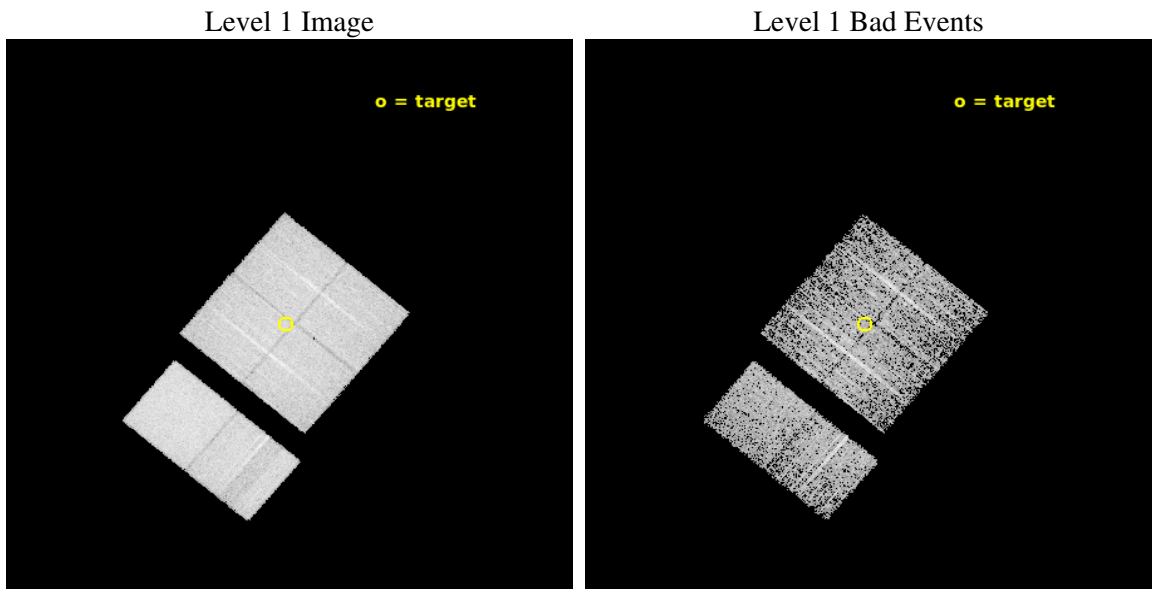 Level 1 Image
Level 1 Bad Events
o = target
o = target